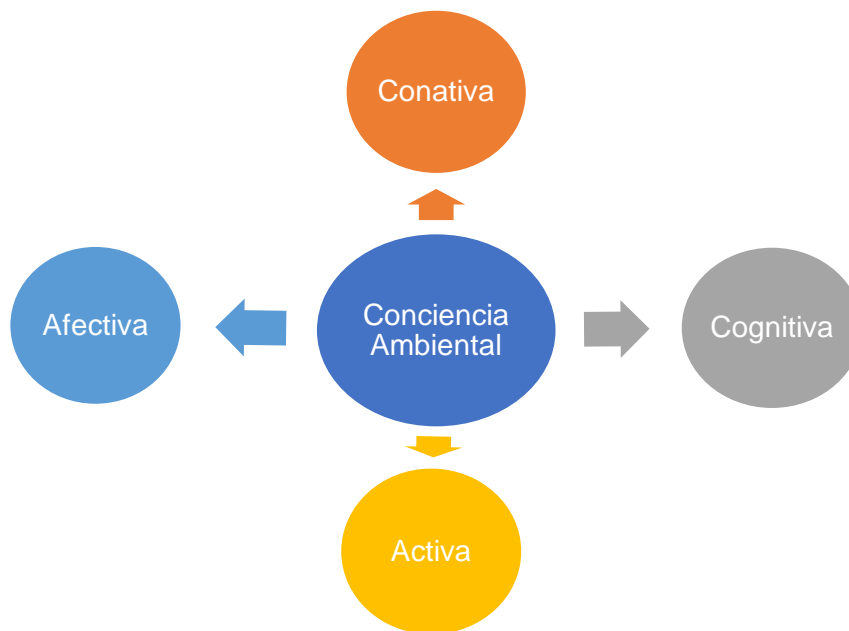 Conativa
Afectiva
Conciencia
Ambiental
Cognitiva
Activa